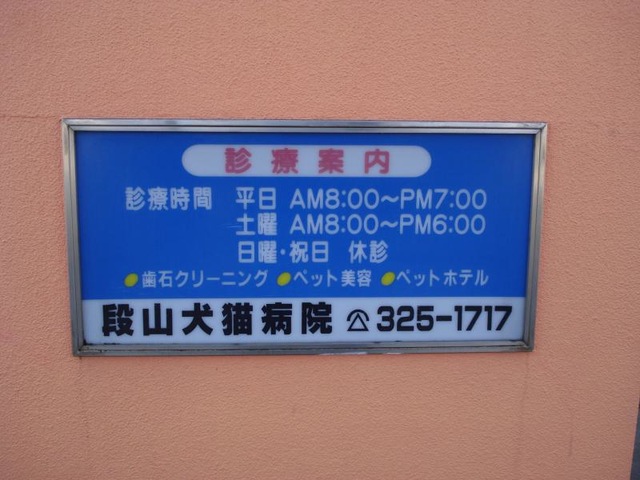 診療案内
診療時間 平日 AM8:00〜PM7:00
土曜 AM8:00〜PM6:00
日曜・祝日 休診
●歯石クリーニング ●ペット美容 ●ペットホテル
段山犬猫病院 ☎ 325-1717